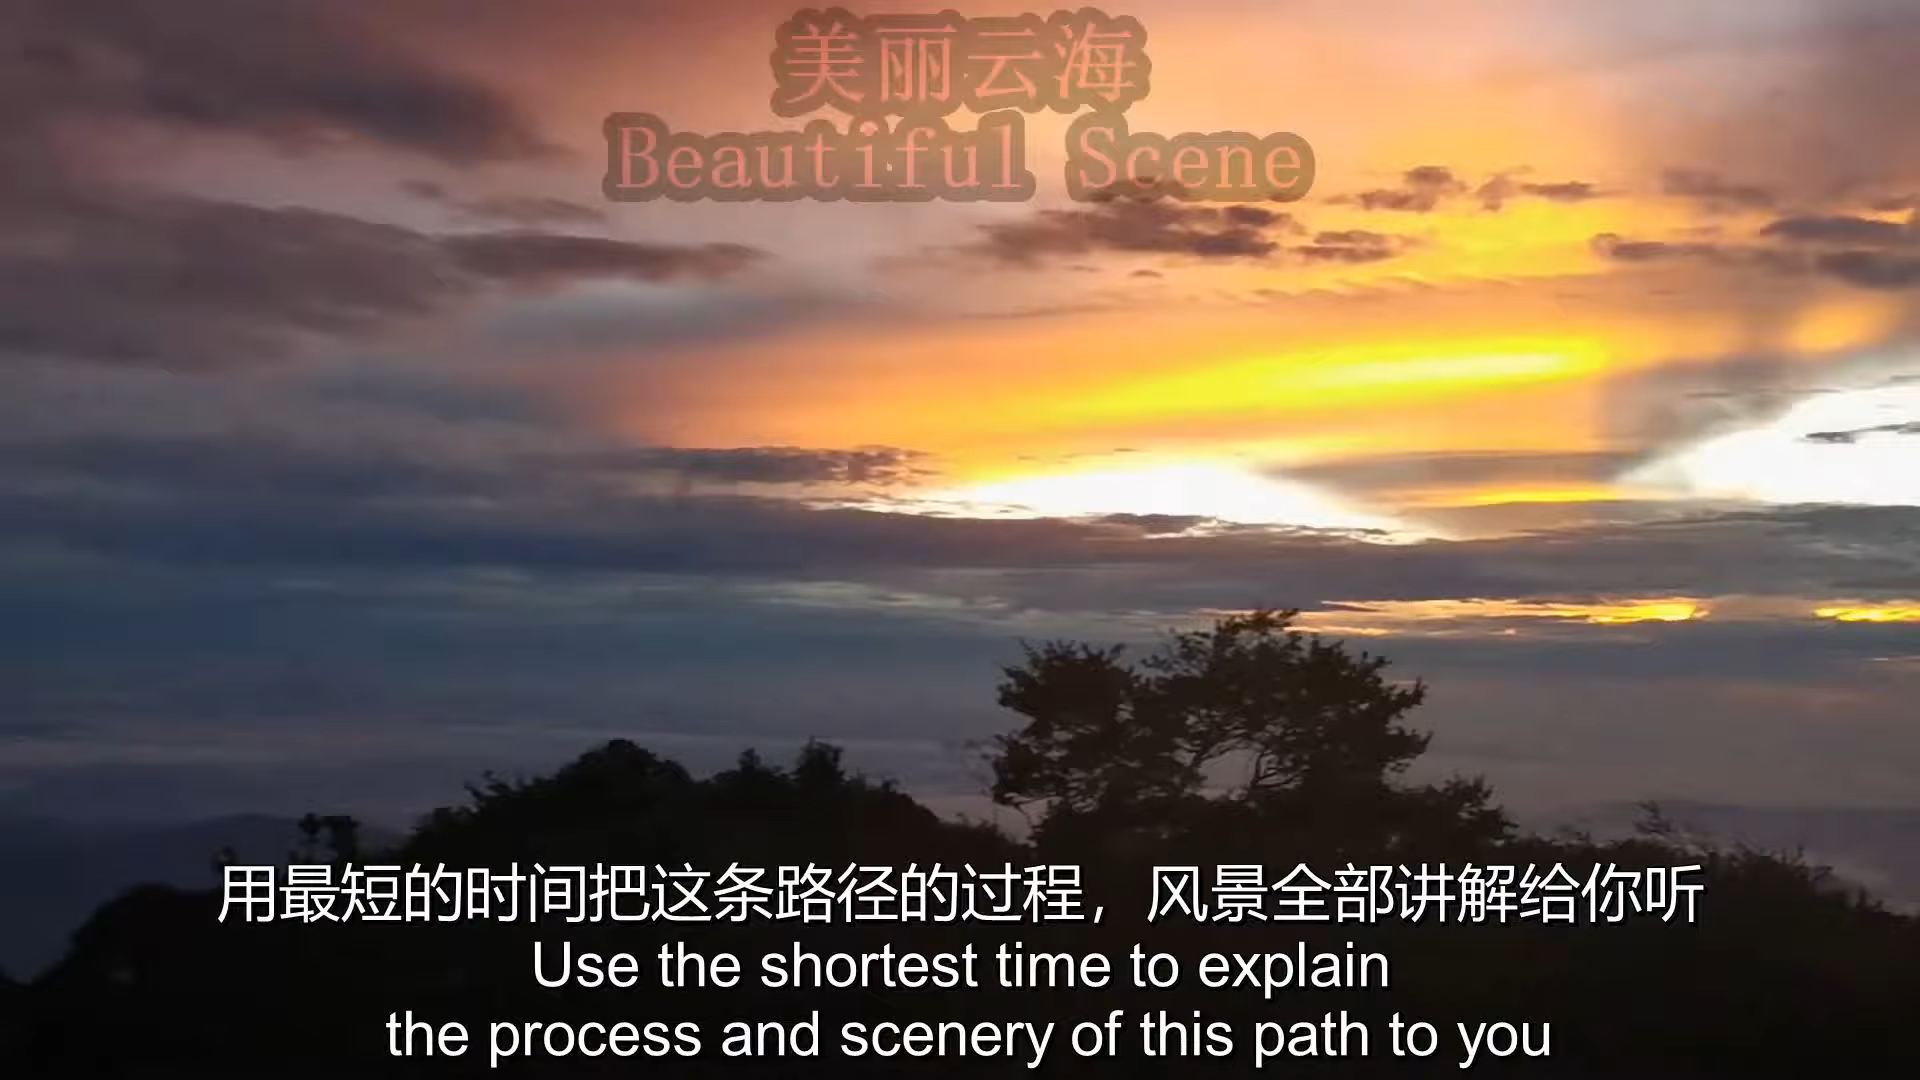 美丽云海
Beautiful Scene
用最短的时间把这条路径的过程，风景全部讲解给你听
Use the shortest time to explain
the process and scenery of this path to you